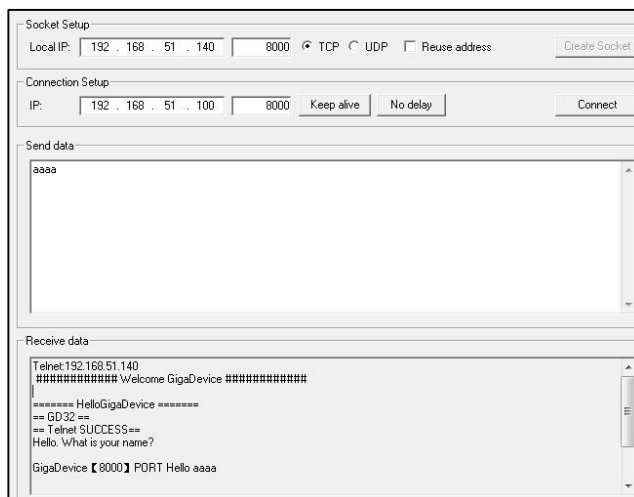 Socket Setup
Local IP: 192 . 168 . 51 . 140 8000 TCP UDP Reuse address Create Socket
Connection Setup
IP: 192 . 168 . 51 . 100 8000 Keep alive No delay Connect
Send data
aaaa
Receive data
Telnet:192.168.51.140
############ Welcome GigaDevice ############
======= HelloGigaDevice =======
== GD32 ==
== Telnet SUCCESS==
Hello. What is your name?
GigaDevice【8000】PORT Hello aaaa